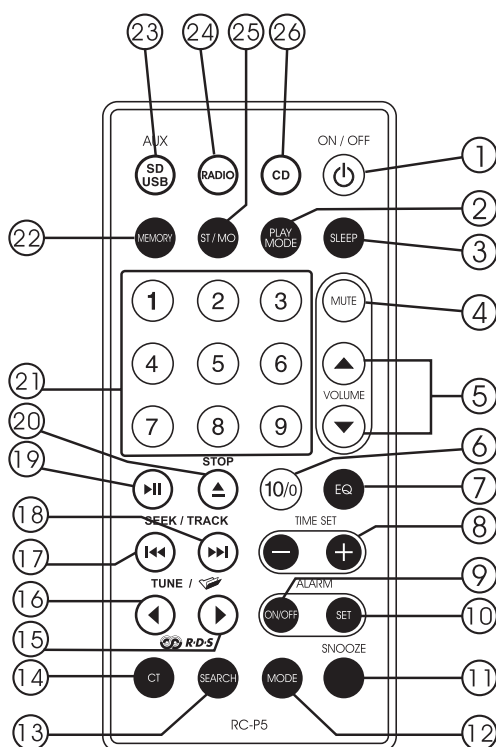 23 24 25 26
AUX ON / OFF
SD USB RADIO CD 1
2
22 MEMORY ST / MO PLAY MODE SLEEP 3
1 2 3 MUTE 4
4 5 6
21 VOLUME 5
7 8 9
20 STOP 6
19 10/0 EQ 7
18 SEEK / TRACK TIME SET 8
17 − +
TUNE / ALARM 9
16 ON/OFF SET 10
15 R·D·S SNOOZE
14 CT SEARCH MODE 11
13 RC-P5 12